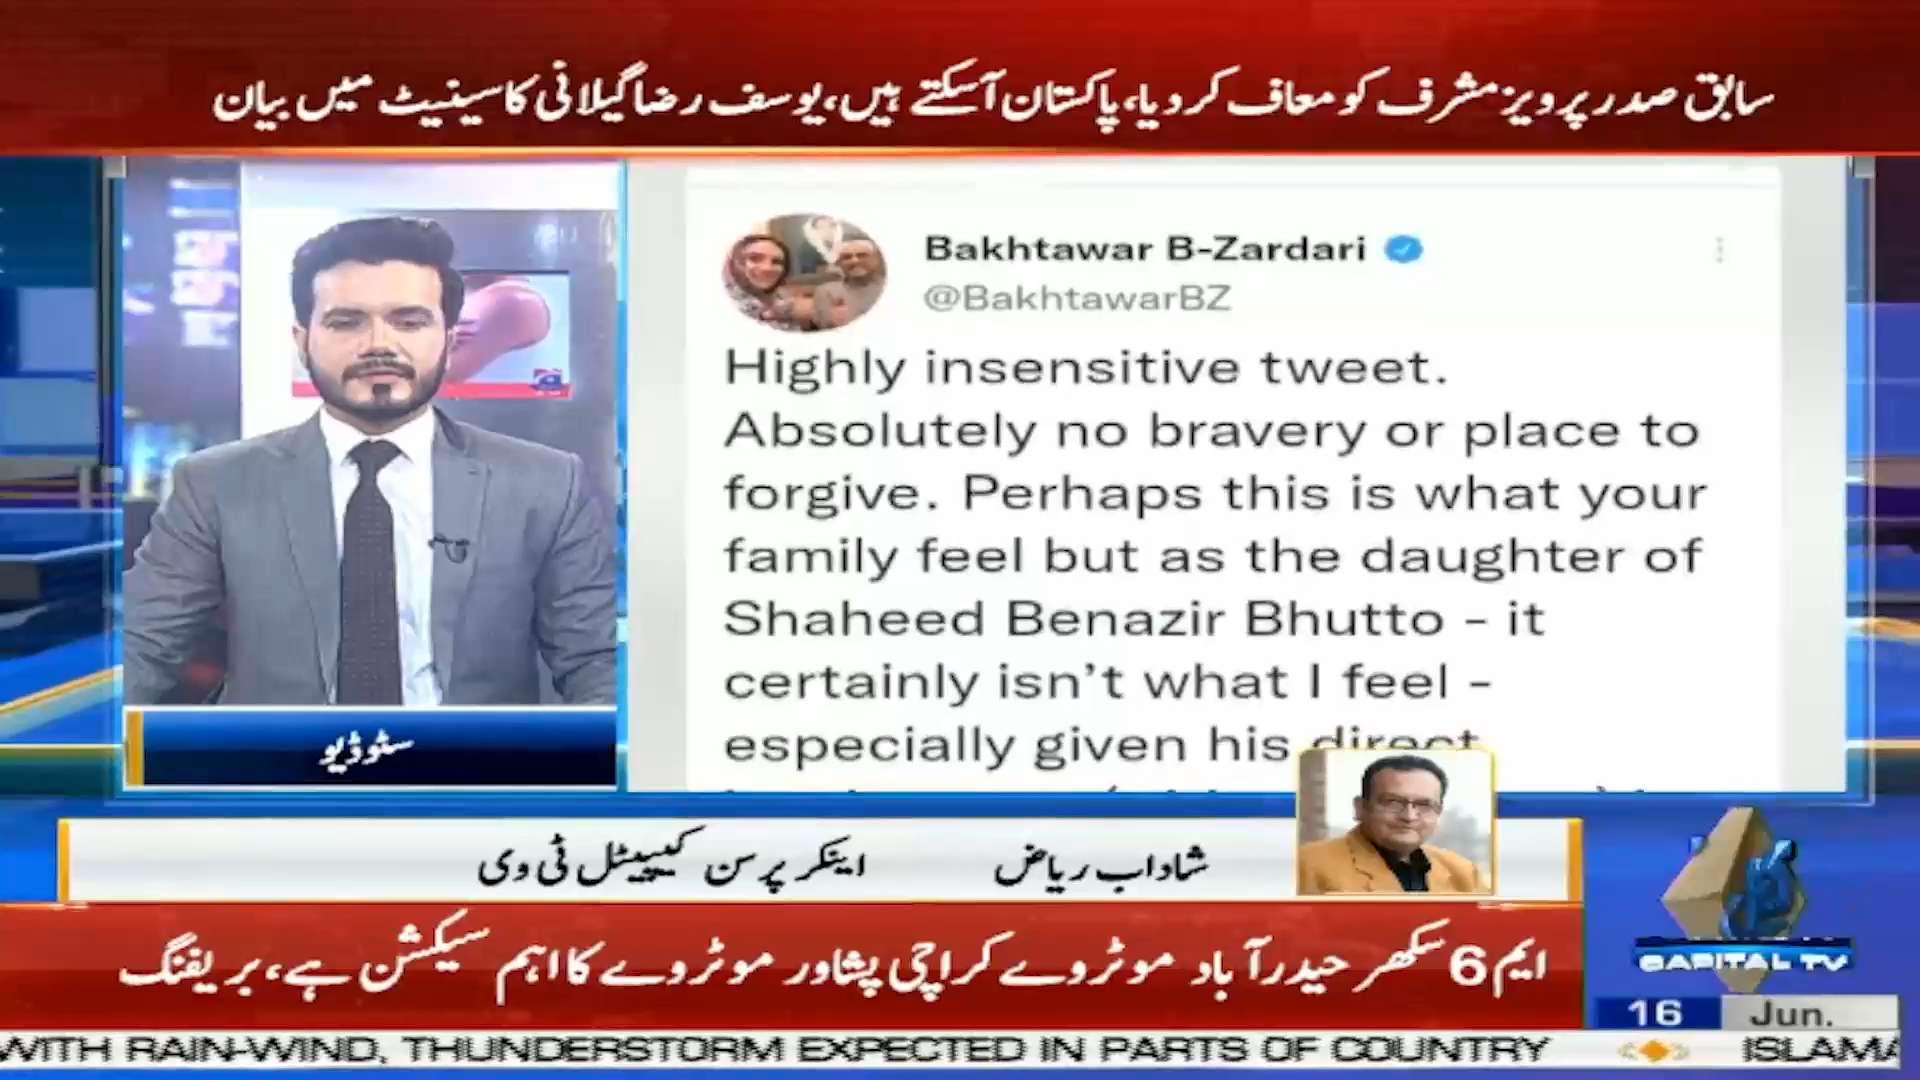 سابق صدر پرویز مشرف کو معاف کر دیا، پاکستان آسکتے ہیں، یوسف رضا گیلانی کا سینیٹ میں بیان
Bakhtawar B-Zardari
@BakhtawarBZ
Highly insensitive tweet.
Absolutely no bravery or place to
forgive. Perhaps this is what your
family feel but as the daughter of
Shaheed Benazir Bhutto - it
certainly isn't what I feel -
especially given his direct
سٹوڈیو
شاداب ریاض اینکر پرسن کیپیٹل ٹی وی
ایم 6 سکھر حیدرآباد موٹروے کراچی پشاور موٹروے کا اہم سیکشن ہے، بریفنگ
CAPITAL TV
16 Jun.
WITH RAIN-WIND, THUNDERSTORM EXPECTED IN PARTS OF COUNTRY ISLAMA